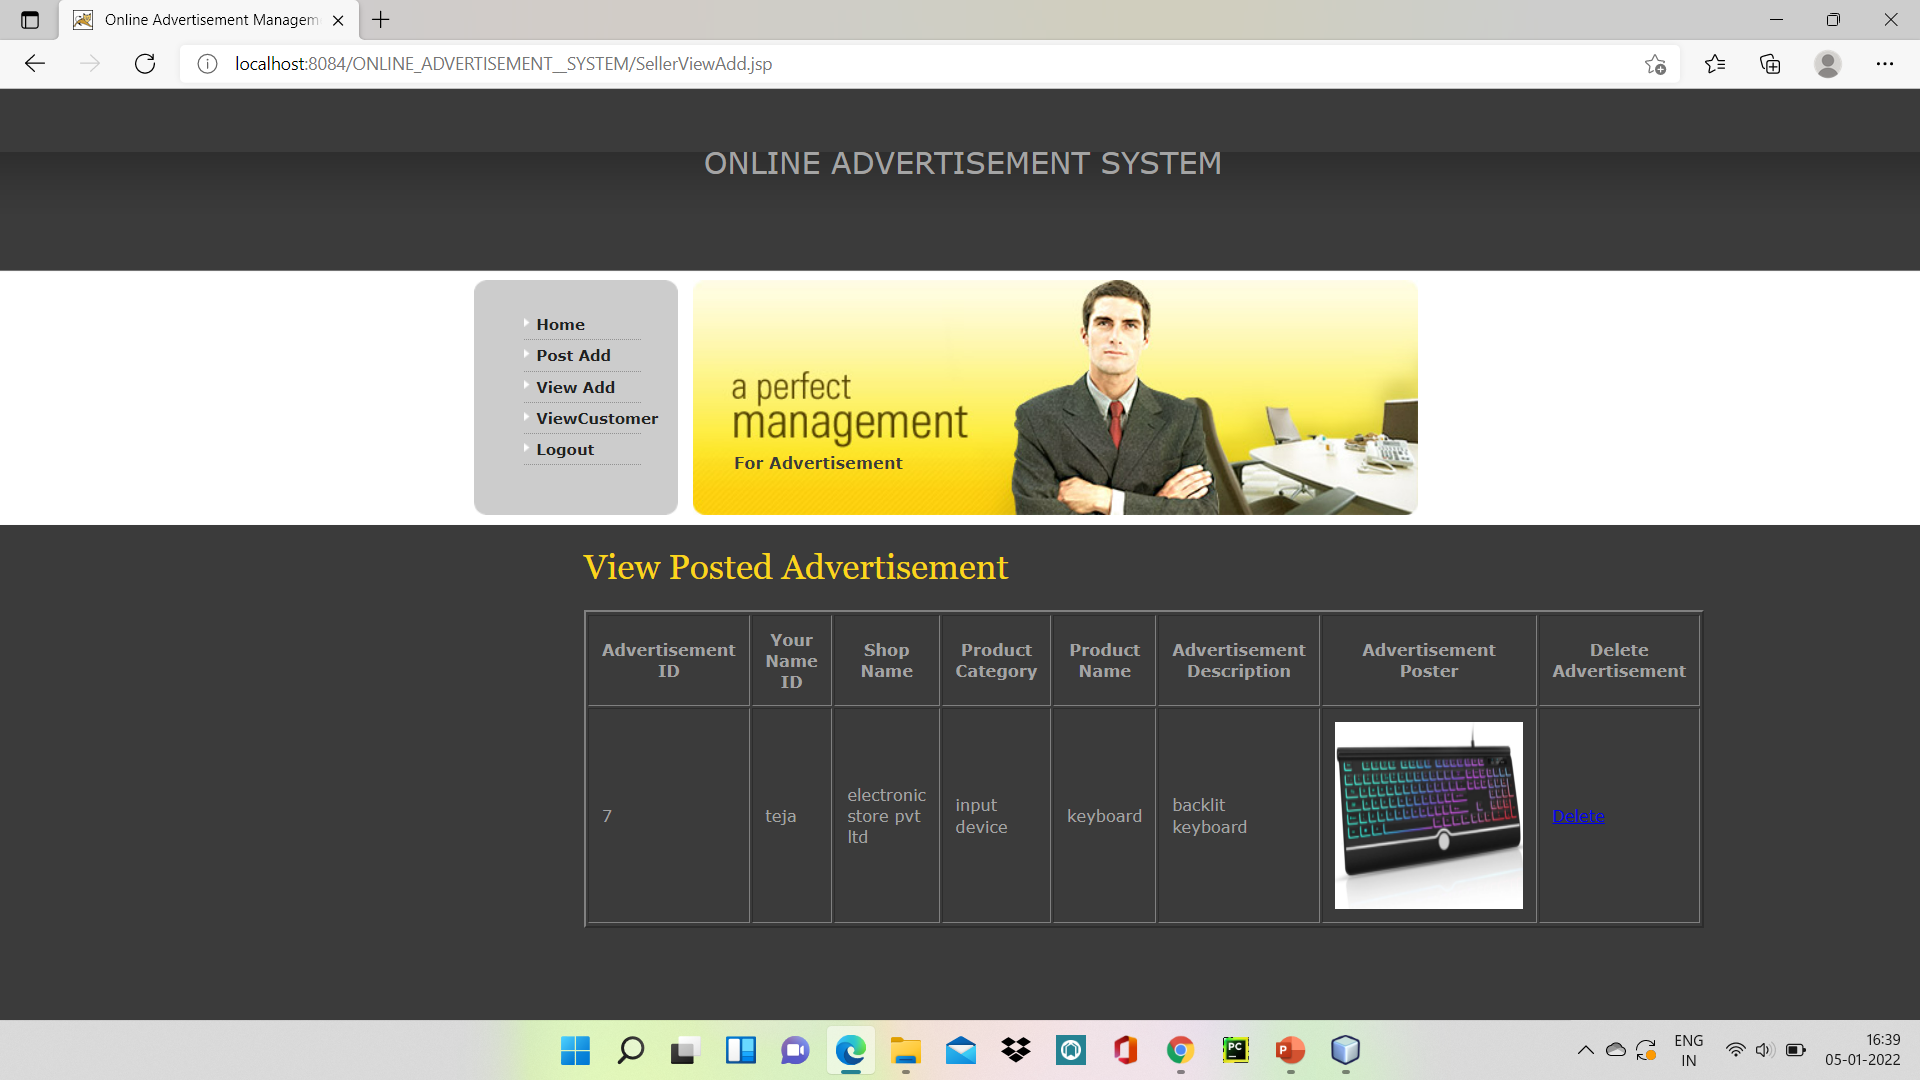 Online Advertisement Managem
localhost:8084/ONLINE_ADVERTISEMENT__SYSTEM/SellerViewAdd.jsp
ONLINE ADVERTISEMENT SYSTEM
Home
Post Add
View Add
ViewCustomer
Logout
a perfect
management
For Advertisement
View Posted Advertisement
Advertisement
ID
Your
Name
ID
Shop
Name
Product
Category
Product
Name
Advertisement
Description
Advertisement
Poster
Delete
Advertisement
7
teja
electronic
store pvt
ltd
input
device
keyboard
backlit
keyboard
Delete
PC
P
ENG
IN
16:39
05-01-2022